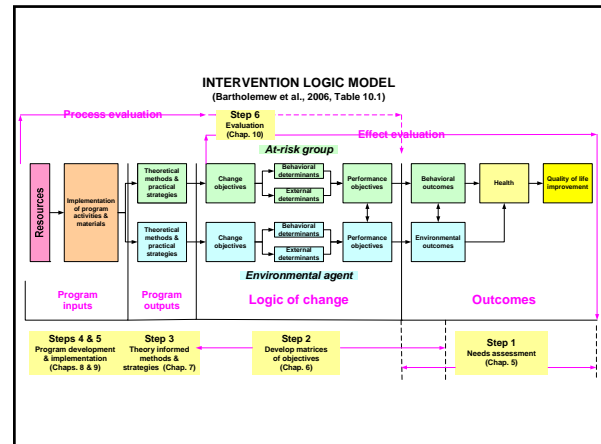 INTERVENTION LOGIC MODEL
(Bartholemew et al., 2006, Table 10.1)
Process evaluation
Step 6
Evaluation
(Chap. 10)
Effect evaluation
At-risk group
Resources
Implementation
of program
activities &
materials
Theoretical
methods &
practical
strategies
Change
objectives
Behavioral
determinants
External
determinants
Performance
objectives
Behavioral
outcomes
Health
Quality of life
improvement
Theoretical
methods &
practical
strategies
Change
objectives
Behavioral
determinants
External
determinants
Performance
objectives
Environmental
outcomes
Environmental agent
Program
inputs
Program
outputs
Logic of change
Outcomes
Steps 4 & 5
Program development
& implementation
(Chaps. 8 & 9)
Step 3
Theory informed
methods &
strategies (Chap. 7)
Step 2
Develop matrices
of objectives
(Chap. 6)
Step 1
Needs assessment
(Chap. 5)